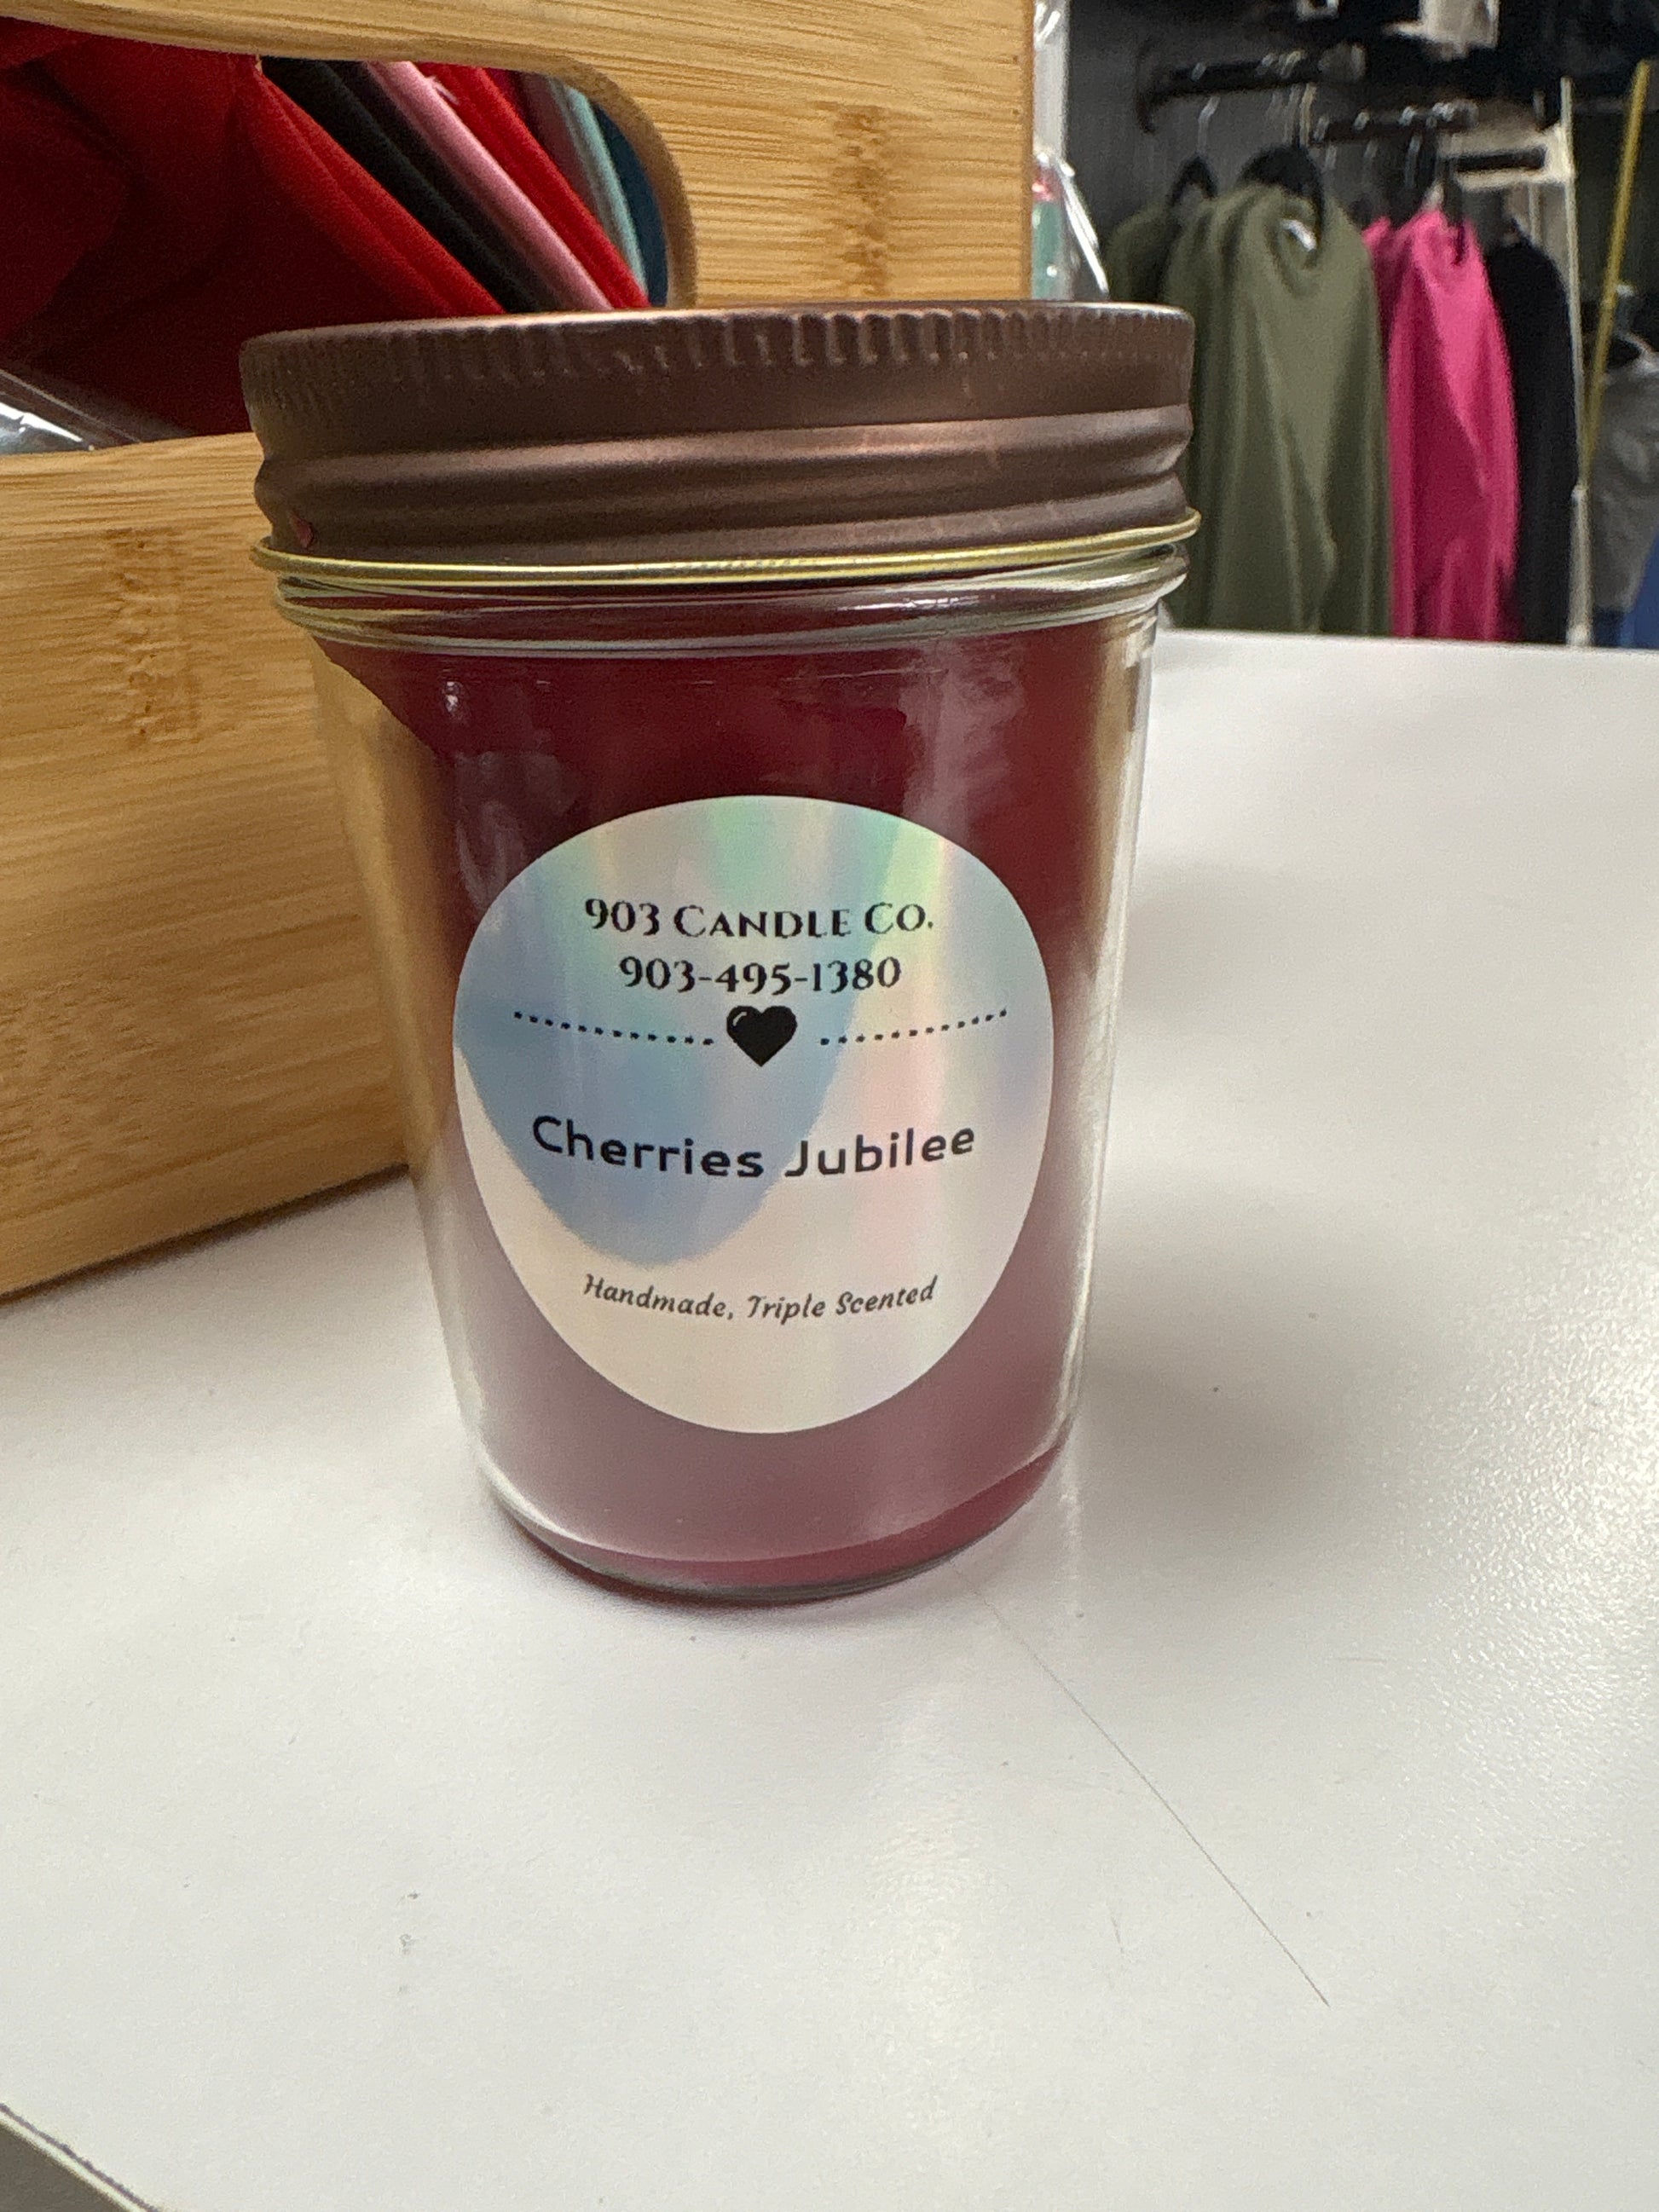 903 Candle Co.
903-495-1380
Cherries Jubilee
Handmade, Triple Scented